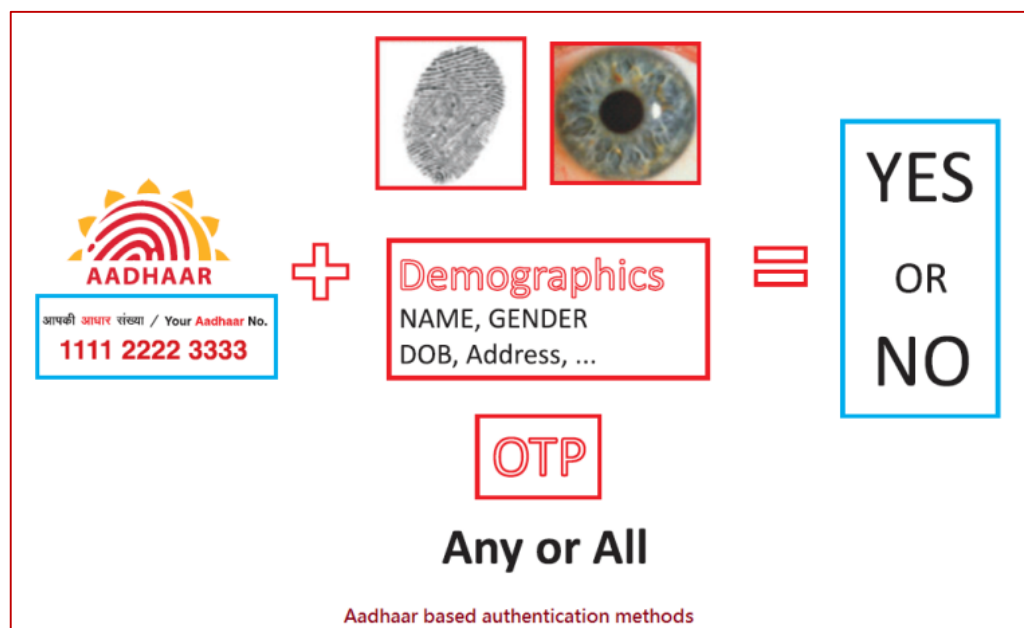 AADHAAR
आपकी आधार संख्या / Your Aadhaar No.
1111 2222 3333
Demographics
NAME, GENDER
DOB, Address, ...
OTP
Any or All
YES
OR
NO
Aadhaar based authentication methods